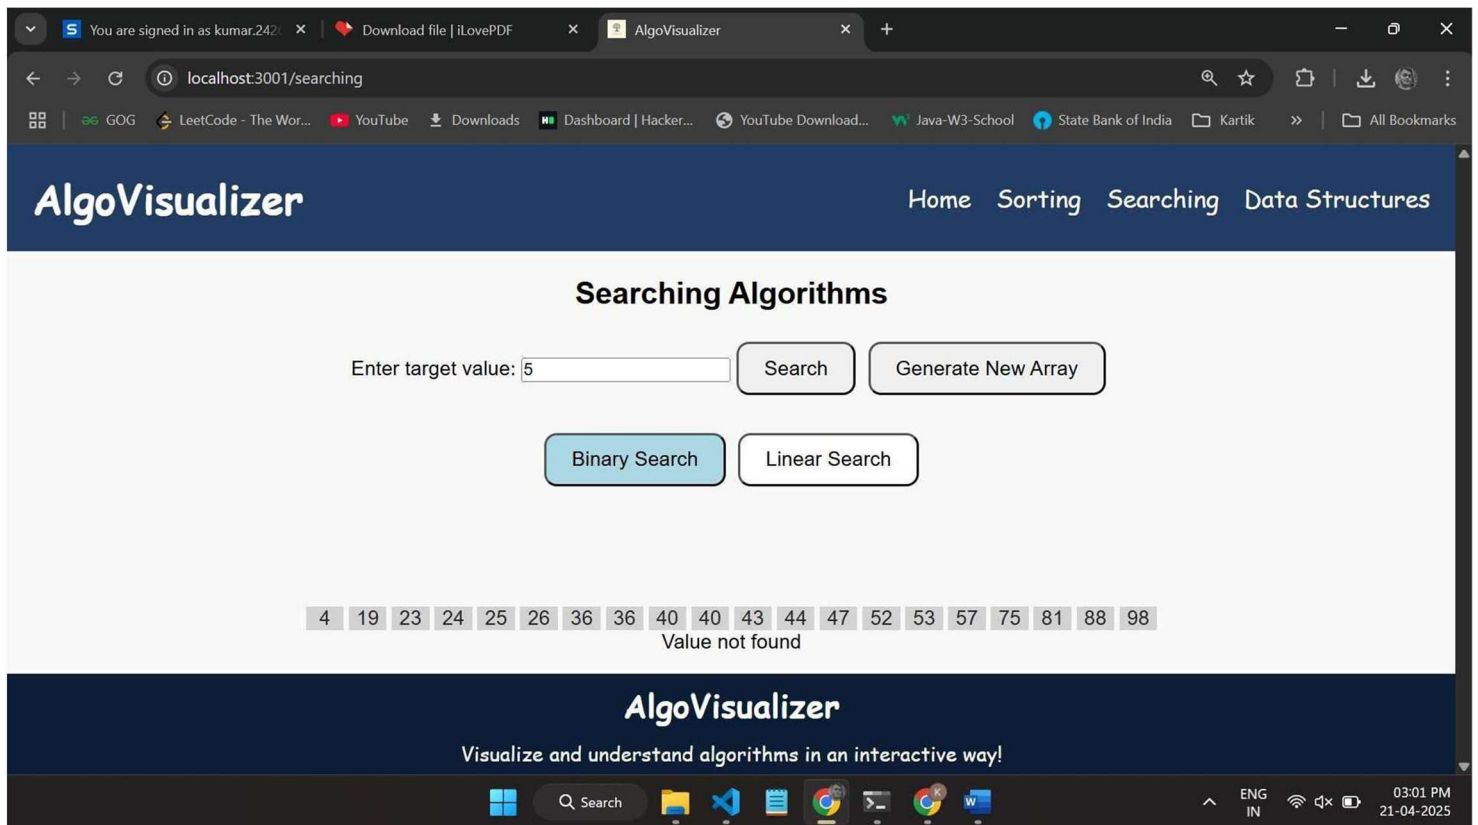 You are signed in as kumar.242
Download file | iLovePDF
AlgoVisualizer
localhost:3001/searching
GOG
LeetCode - The Wor...
YouTube
Downloads
Dashboard | Hacker...
YouTube Download...
Java-W3-School
State Bank of India
Kartik
»
All Bookmarks
AlgoVisualizer
Home Sorting Searching Data Structures
Searching Algorithms
Enter target value: 5 Search Generate New Array
Binary Search Linear Search
4 19 23 24 25 26 36 36 40 40 43 44 47 52 53 57 75 81 88 98
Value not found
AlgoVisualizer
Visualize and understand algorithms in an interactive way!
Search
ENG
IN
03:01 PM
21-04-2025